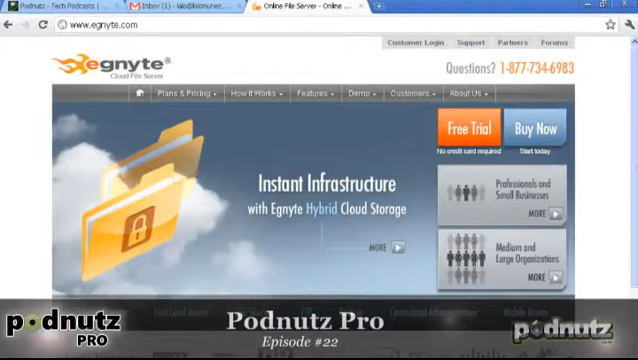 Podnutz - Tech Podcasts |
Inbox (1) - lalo@lalonunez.
Online File Server - Online ...
www.egnyte.com
Customer Login
Support
Partners
Forums
egnyte®
Cloud File Server
Questions? 1-877-734-6983
Plans & Pricing
How It Works
Features
Demo
Customers
About Us
Free Trial
Buy Now
No credit card required
Start today
Instant Infrastructure
with Egnyte Hybrid Cloud Storage
MORE
Professionals and
Small Businesses
MORE
Medium and
Large Organizations
MORE
podnutz
PRO
Podnutz Pro
Episode #22
podnutz